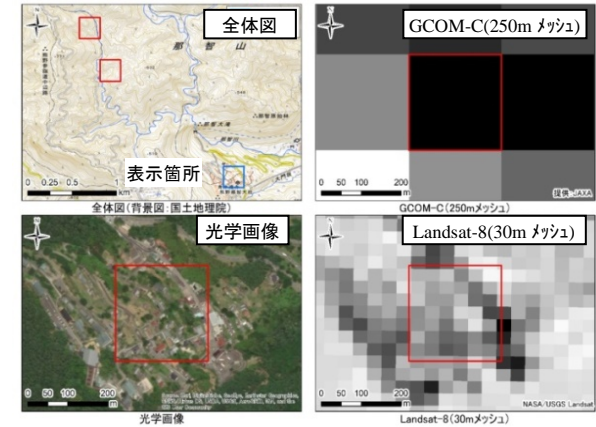 全体図
那智山
表示箇所
0 0.25 0.5 1
km
全体図(背景図:国土地理院)
GCOM-C(250m メッシュ)
0 50 100 200
m
提供:JAXA
GCOM-C(250mメッシュ)
光学画像
0 50 100 200
m
光学画像
Landsat-8(30m メッシュ)
0 50 100 200
m
NASA/USGS Landsat
Landsat-8(30mメッシュ)